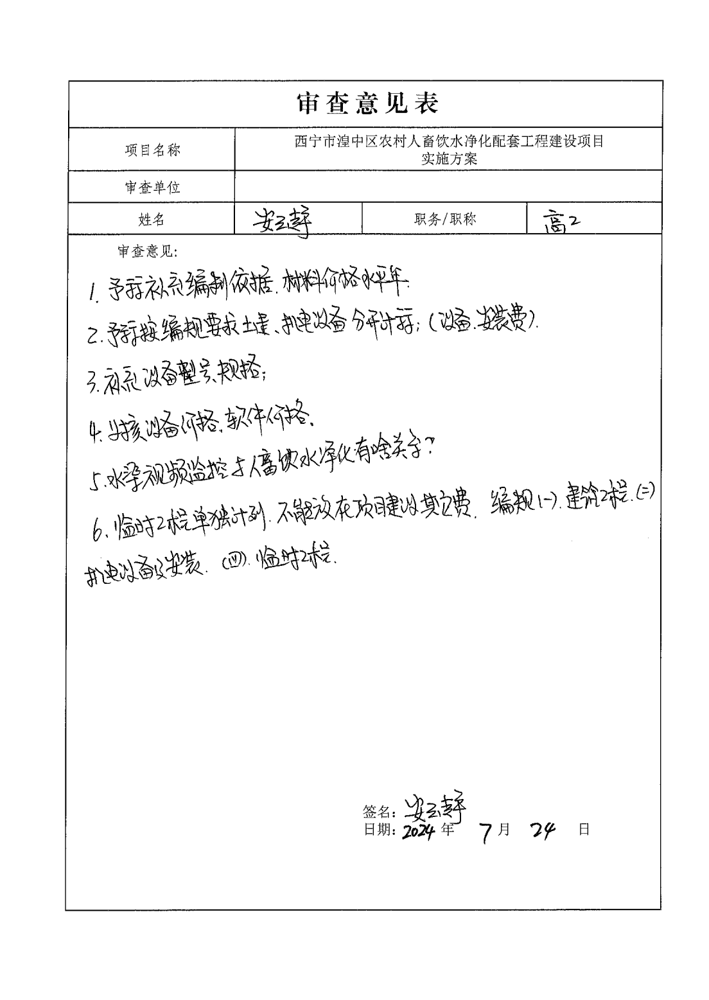 审查意见表
项目名称
西宁市湟中区农村人畜饮水净化配套工程建设项目
实施方案
审查单位
姓名
安云静
职务/职称
高工
审查意见:
1. 予算补充编制依据、材料价格水平年.
2. 予算按编规要求土建、机电设备分开计算;(设备、安装费).
3. 补充设备型号、规格;
4. 复核设备价格、软件价格.
5. 水染视频监控与人畜饮水净化有啥关系?
6. 临时工程单独计列. 不能放在项目建设其它费. 编规(一). 建筑工程. (二)
机电设备及安装. (四). 临时工程.
签名: 安云静
日期: 2024 年 7 月 24 日